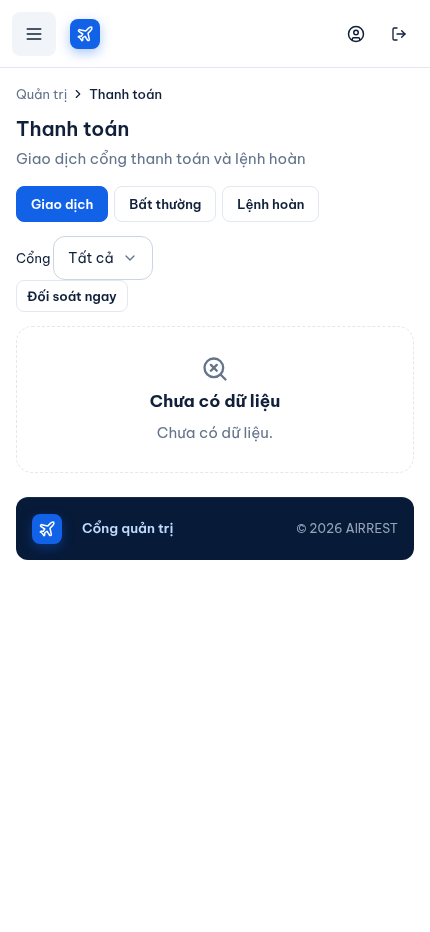 Quản trị > Thanh toán
Thanh toán
Giao dịch cổng thanh toán và lệnh hoàn
Giao dịch Bất thường Lệnh hoàn
Cổng Tất cả
Đối soát ngay
Chưa có dữ liệu
Chưa có dữ liệu.
Cổng quản trị © 2026 AIRREST